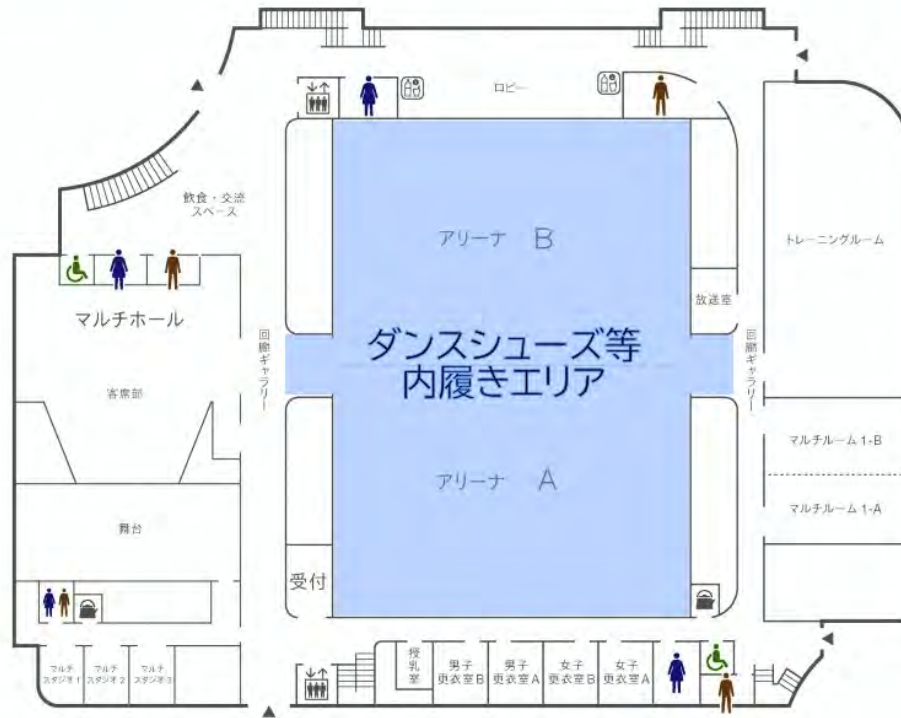 ロビー
飲食・交流
スペース
アリーナ B
トレーニングルーム
放送室
マルチホール
回廊ギャラリー
ダンスシューズ等
内履きエリア
回廊ギャラリー
客席部
マルチルーム 1-B
アリーナ A
マルチルーム 1-A
舞台
受付
マルチ
スタジオ 1
マルチ
スタジオ 2
マルチ
スタジオ 3
授乳室
男子
更衣室B
男子
更衣室A
女子
更衣室B
女子
更衣室A